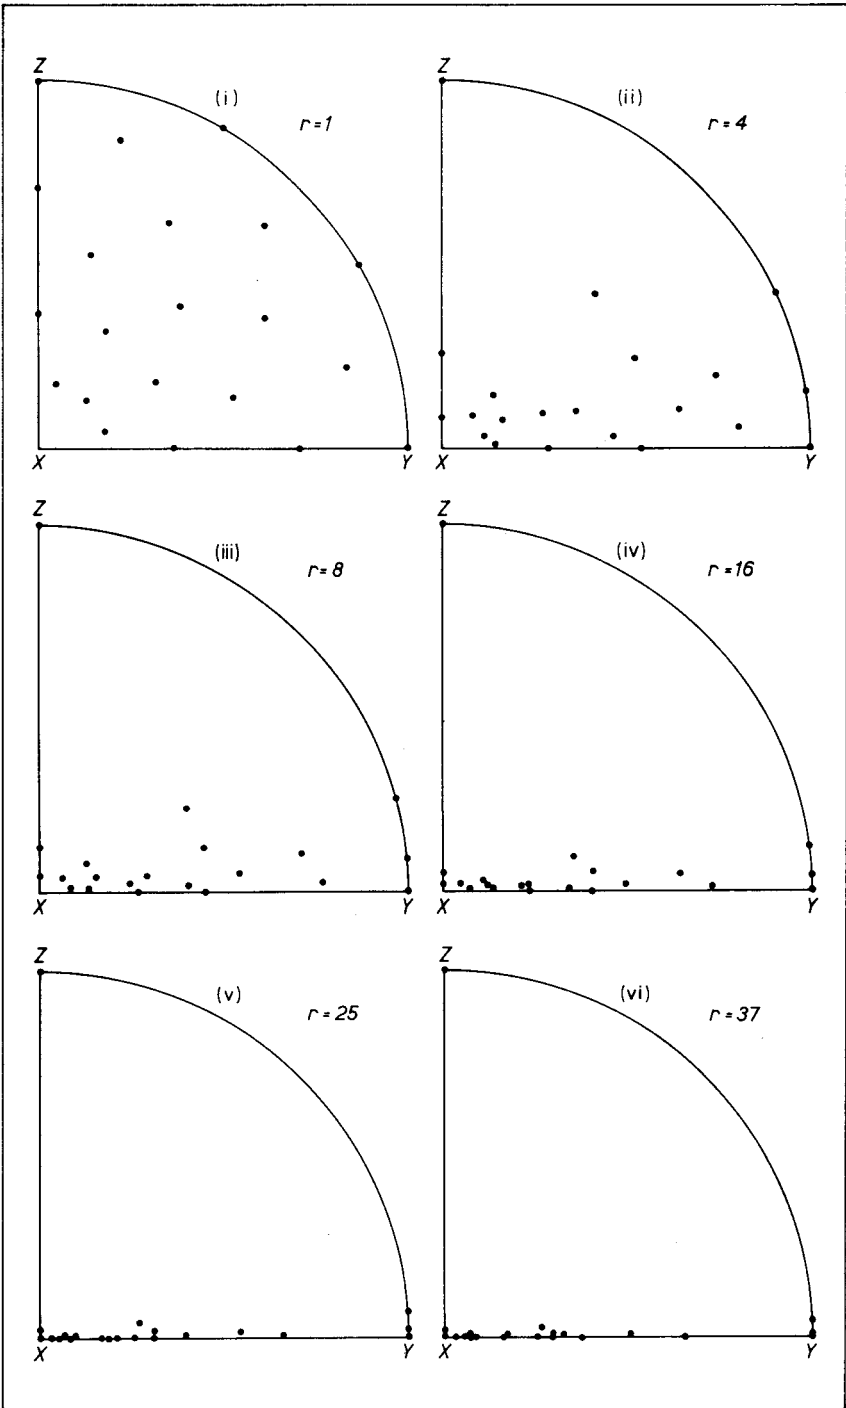 Z
(i)
r=1
X
Y
Z
(ii)
r=4
X
Y
Z
(iii)
r=8
X
Y
Z
(iv)
r=16
X
Y
Z
(v)
r=25
X
Y
Z
(vi)
r=37
X
Y